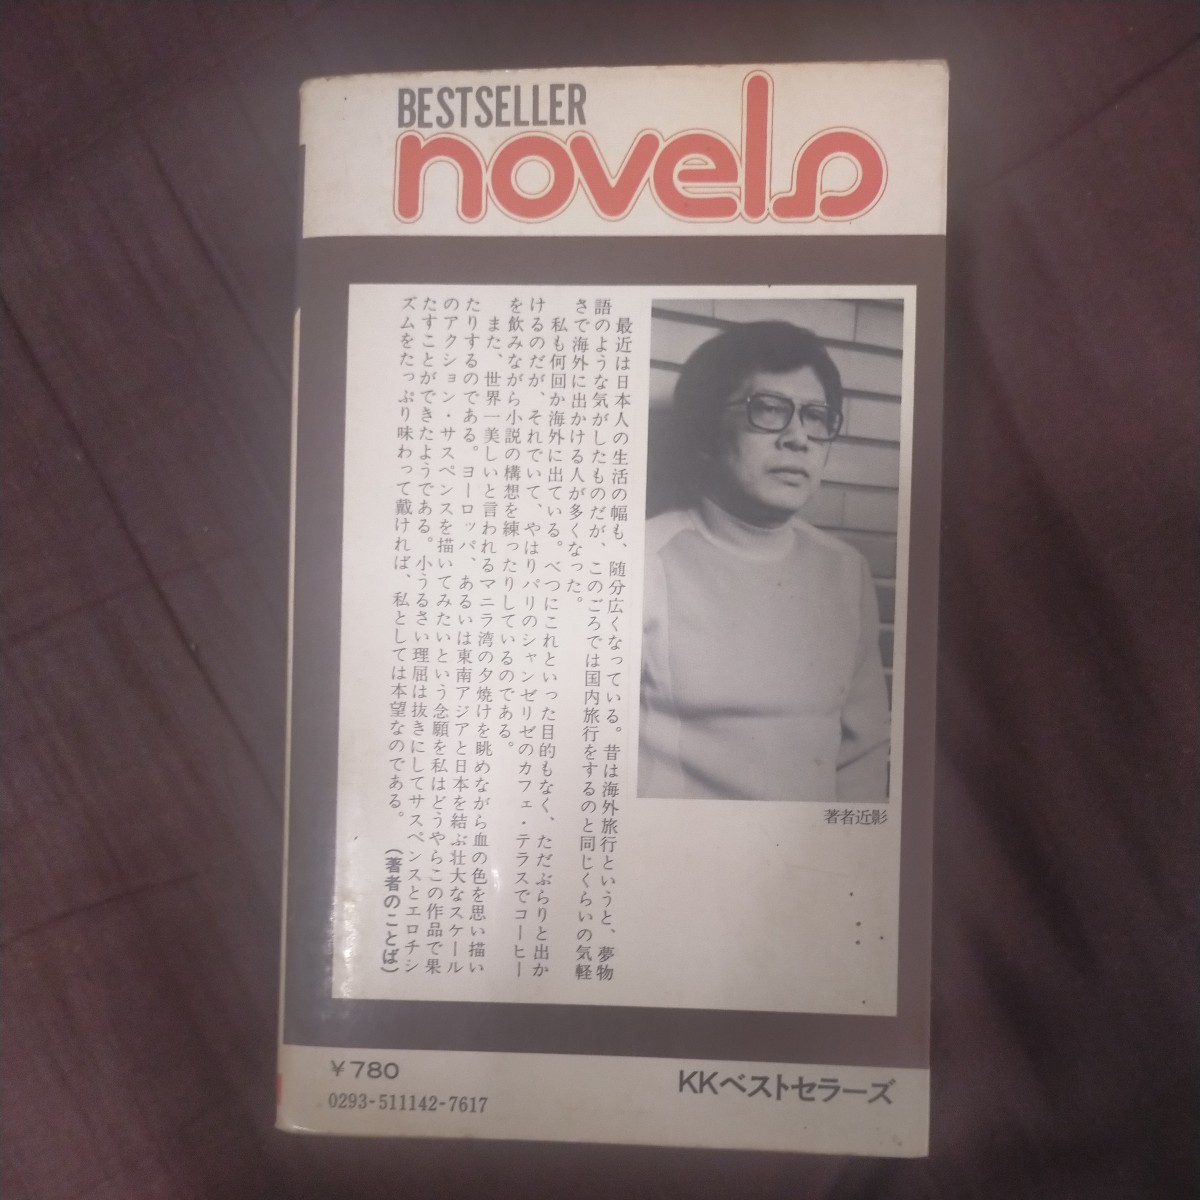 BESTSELLER
novels
最近は日本人の生活の幅も、随分広くなっている。昔は海外旅行というと、夢物
語のような気がしたものだが、このごろでは国内旅行をするのと同じくらいの気軽
さで海外に出かける人が多くなった。
私も何回か海外に出ている。べつにこれといった目的もなく、ただぶらりと出か
けるのだが、それでいて、やはりパリのシャンゼリゼのカフェ・テラスでコーヒー
を飲みながら小説の構想を練ったりしているのである。
また、世界一美しいと言われるマニラ湾の夕焼けを眺めながら血の色を思い描い
たりするのである。ヨーロッパ、あるいは東南アジアと日本を結ぶ壮大なスケール
のアクション・サスペンスを描いてみたいという念願を私はどうやらこの作品で果
たすことができたようである。小うるさい理屈は抜きにしてサスペンスとエロチシ
ズムをたっぷり味わって戴ければ、私としては本望なのである。
(著者のことば)
著者近影
¥780
0293-511142-7617
KKベストセラーズ